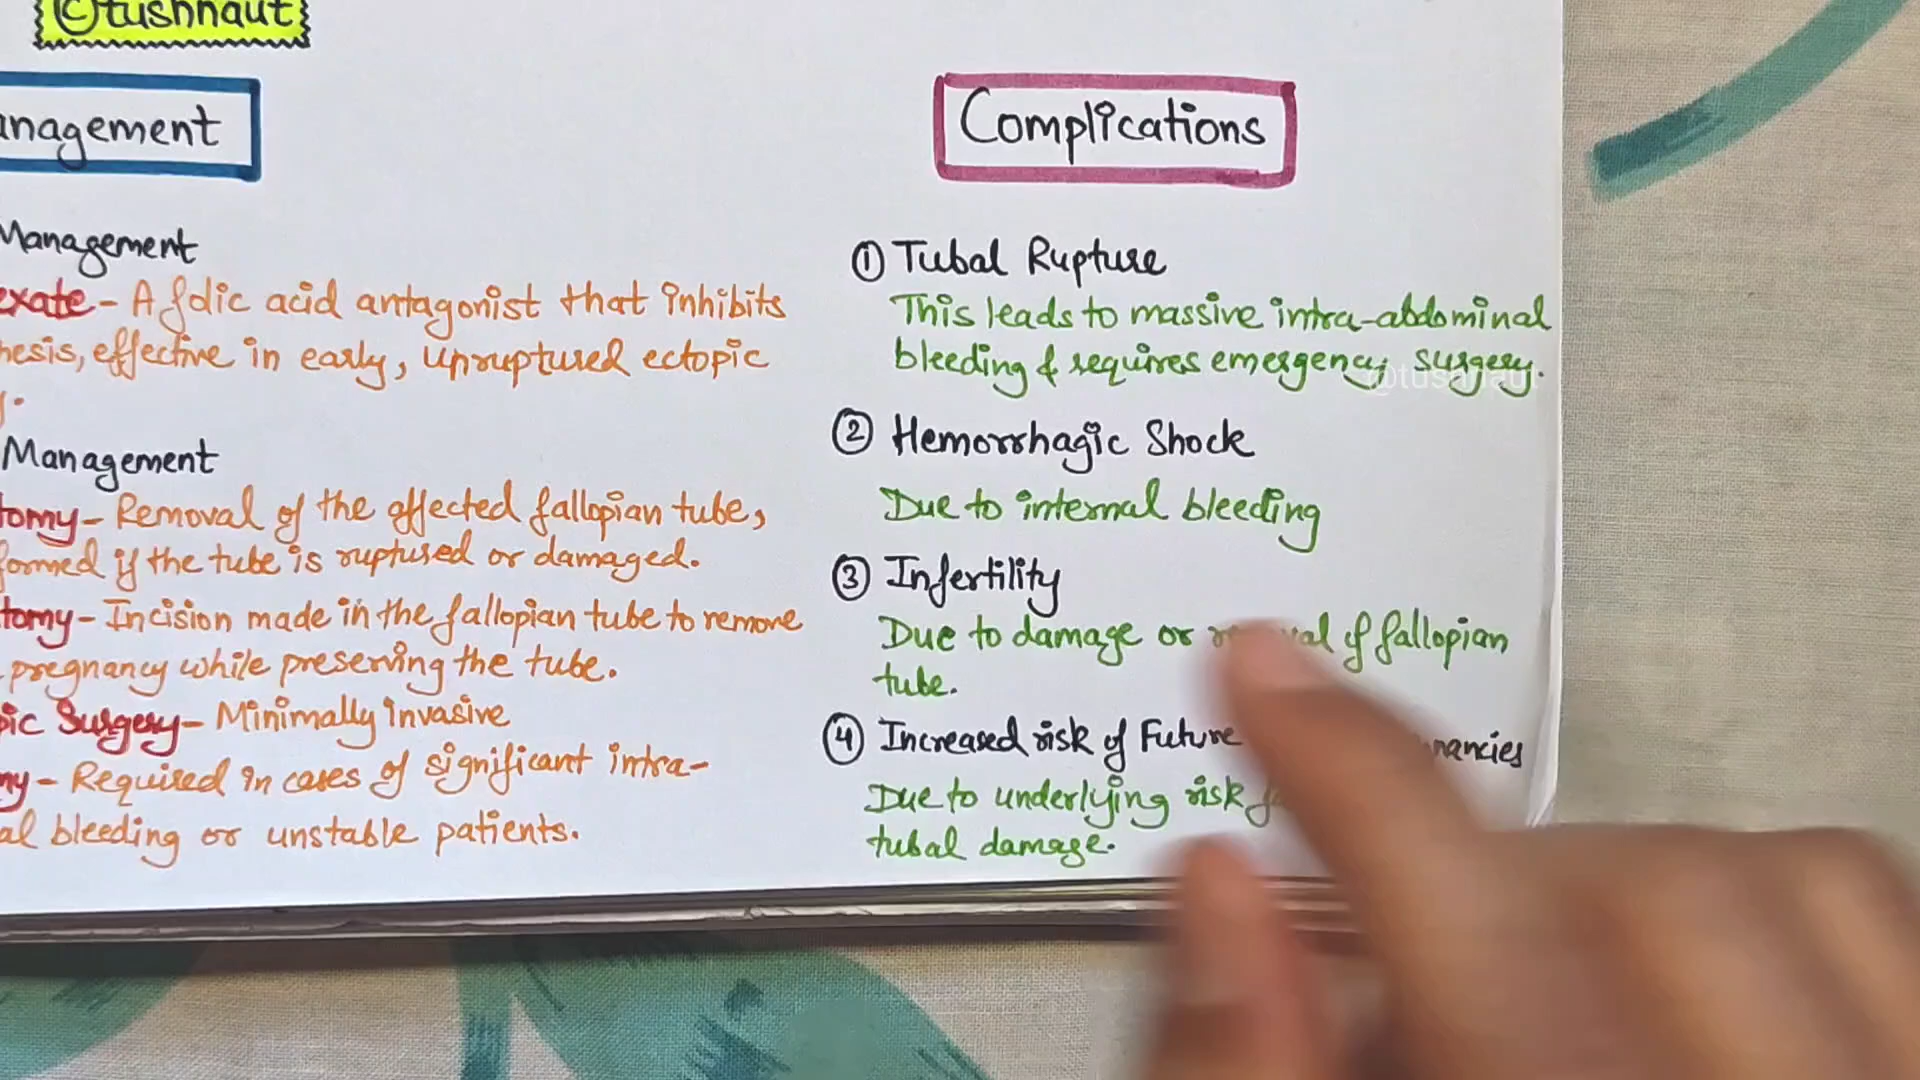 ©tushnaut
anagement
Complications
Management
exate- A folic acid antagonist that inhibits
hesis, effective in early, unruptured ectopic
y.
Management
tomy- Removal of the affected fallopian tube,
formed if the tube is ruptured or damaged.
tomy- Incision made in the fallopian tube to remove
pregnancy while preserving the tube.
pic Surgery- Minimally invasive
my- Required in cases of significant intra-
al bleeding or unstable patients.
① Tubal Rupture
This leads to massive intra-abdominal
bleeding & requires emergency surgery.
@tushnaut
② Hemorrhagic Shock
Due to internal bleeding
③ Infertility
Due to damage or of fallopian
tube.
④ Increased risk of Future nancies
Due to underlying risk
tubal damage.